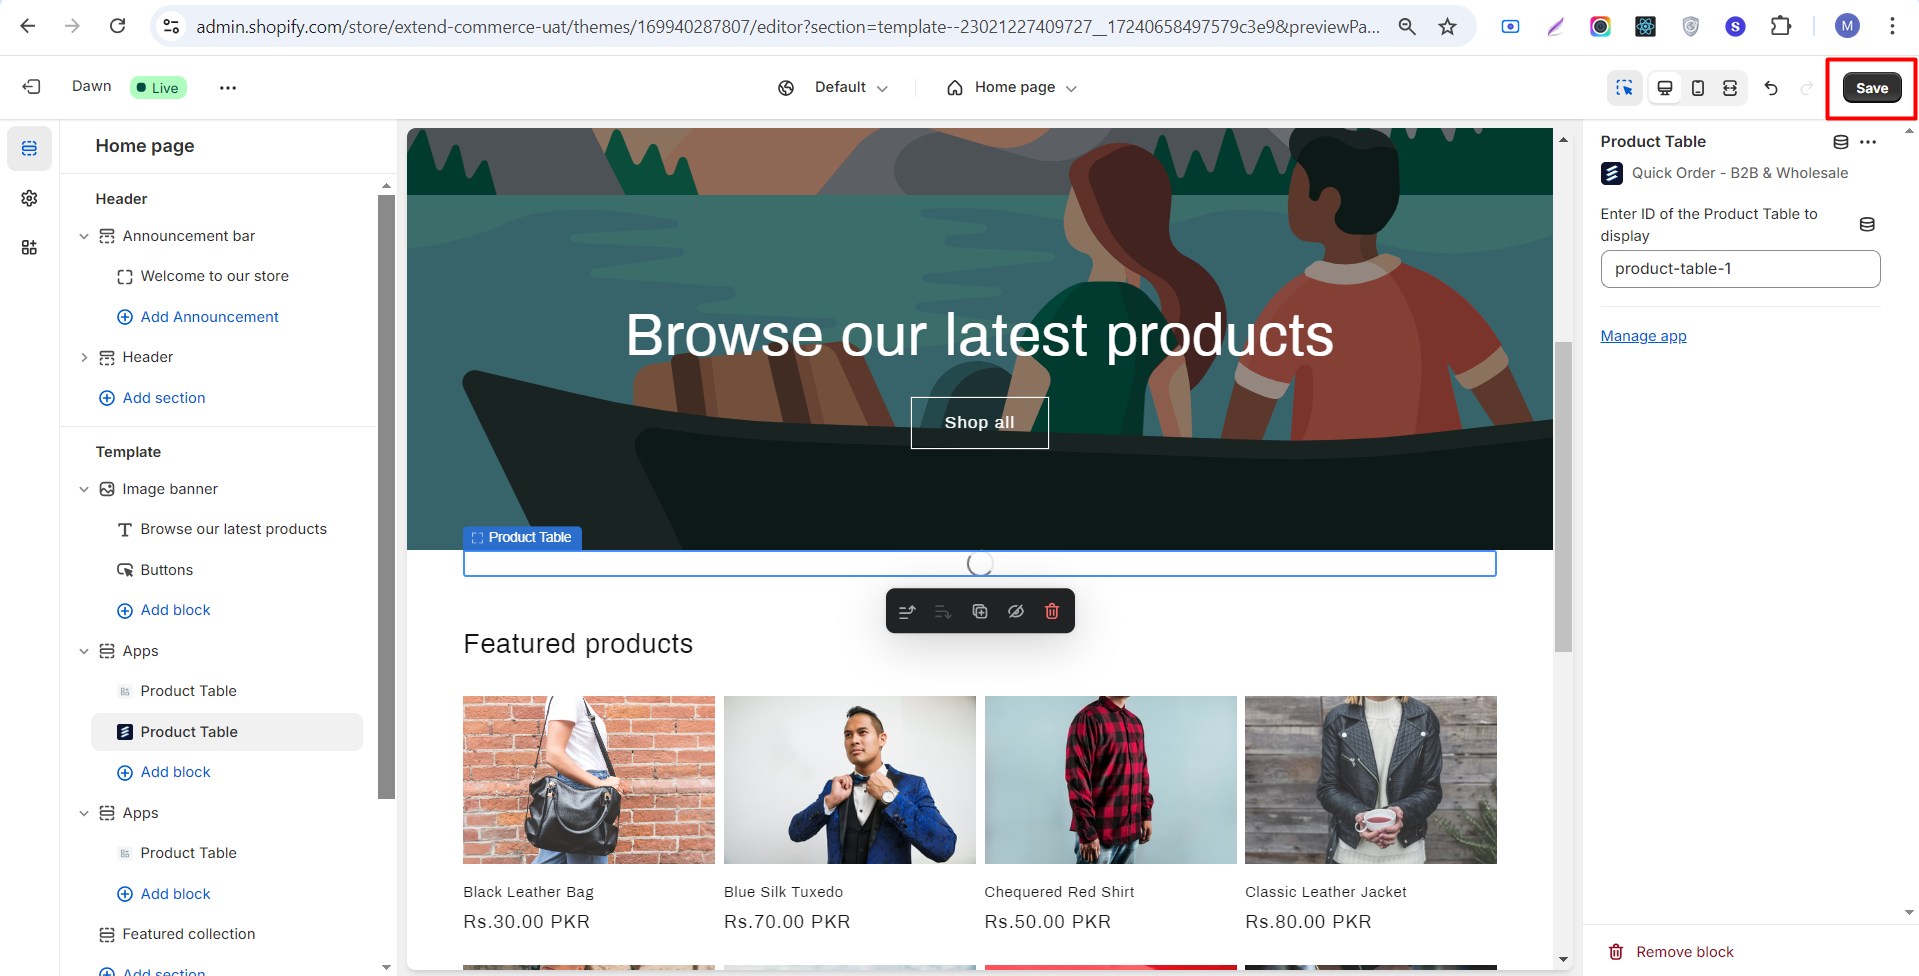 admin.shopify.com/store/extend-commerce-uat/themes/169940287807/editor?section=template--23021227409727__17240658497579c3e9&previewPa...
S
M
Dawn
Live
Default
Home page
Save
Home page
Header
Announcement bar
Welcome to our store
Add Announcement
Header
Add section
Template
Image banner
Browse our latest products
Buttons
Add block
Apps
Product Table
Product Table
Add block
Apps
Product Table
Add block
Featured collection
Add section
Browse our latest products
Shop all
Product Table
Featured products
Black Leather Bag
Rs.30.00 PKR
Blue Silk Tuxedo
Rs.70.00 PKR
Chequered Red Shirt
Rs.50.00 PKR
Classic Leather Jacket
Rs.80.00 PKR
Product Table
Quick Order - B2B & Wholesale
Enter ID of the Product Table to
display
product-table-1
Manage app
Remove block